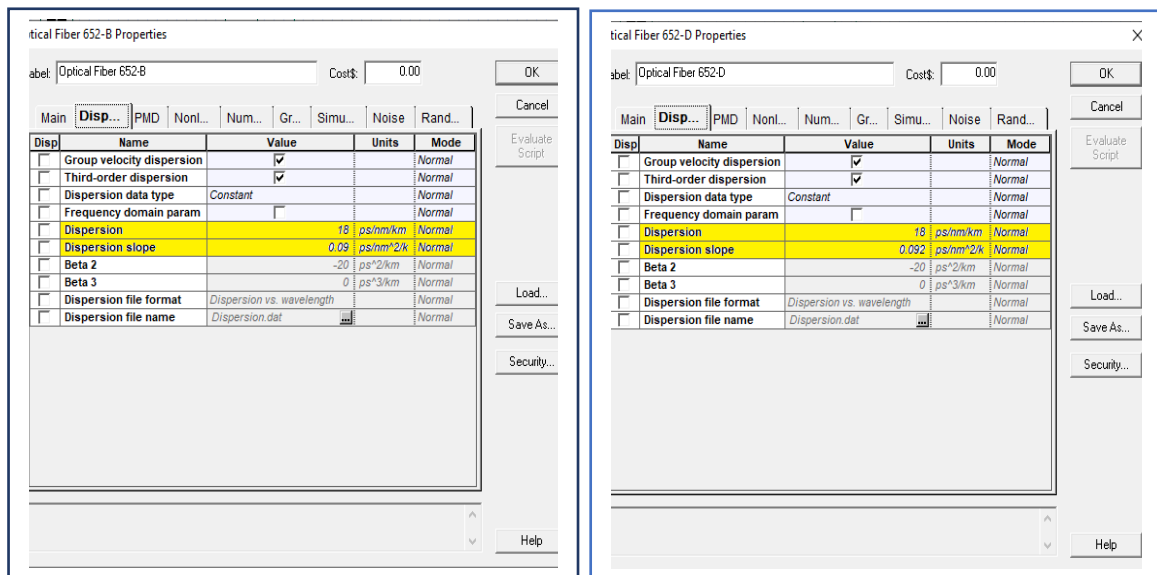 tical Fiber 652-B Properties
abel: Optical Fiber 652-B Cost$: 0.00 OK
Cancel
Evaluate Script
Main Disp... PMD Nonl... Num... Gr... Simu... Noise Rand...
Disp Name Value Units Mode
Group velocity dispersion Normal
Third-order dispersion Normal
Dispersion data type Constant Normal
Frequency domain param Normal
Dispersion 18 ps/nm/km Normal
Dispersion slope 0.09 ps/nm^2/k Normal
Beta 2 -20 ps^2/km Normal
Beta 3 0 ps^3/km Normal
Dispersion file format Dispersion vs. wavelength Normal
Dispersion file name Dispersion.dat ... Normal
Load...
Save As...
Security...
Help
tical Fiber 652-D Properties
abel: Optical Fiber 652-D Cost$: 0.00 OK
Cancel
Evaluate Script
Main Disp... PMD Nonl... Num... Gr... Simu... Noise Rand...
Disp Name Value Units Mode
Group velocity dispersion Normal
Third-order dispersion Normal
Dispersion data type Constant Normal
Frequency domain param Normal
Dispersion 18 ps/nm/km Normal
Dispersion slope 0.092 ps/nm^2/k Normal
Beta 2 -20 ps^2/km Normal
Beta 3 0 ps^3/km Normal
Dispersion file format Dispersion vs. wavelength Normal
Dispersion file name Dispersion.dat ... Normal
Load...
Save As...
Security...
Help